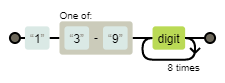 One of:
“1” “3” - “9” digit
8 times